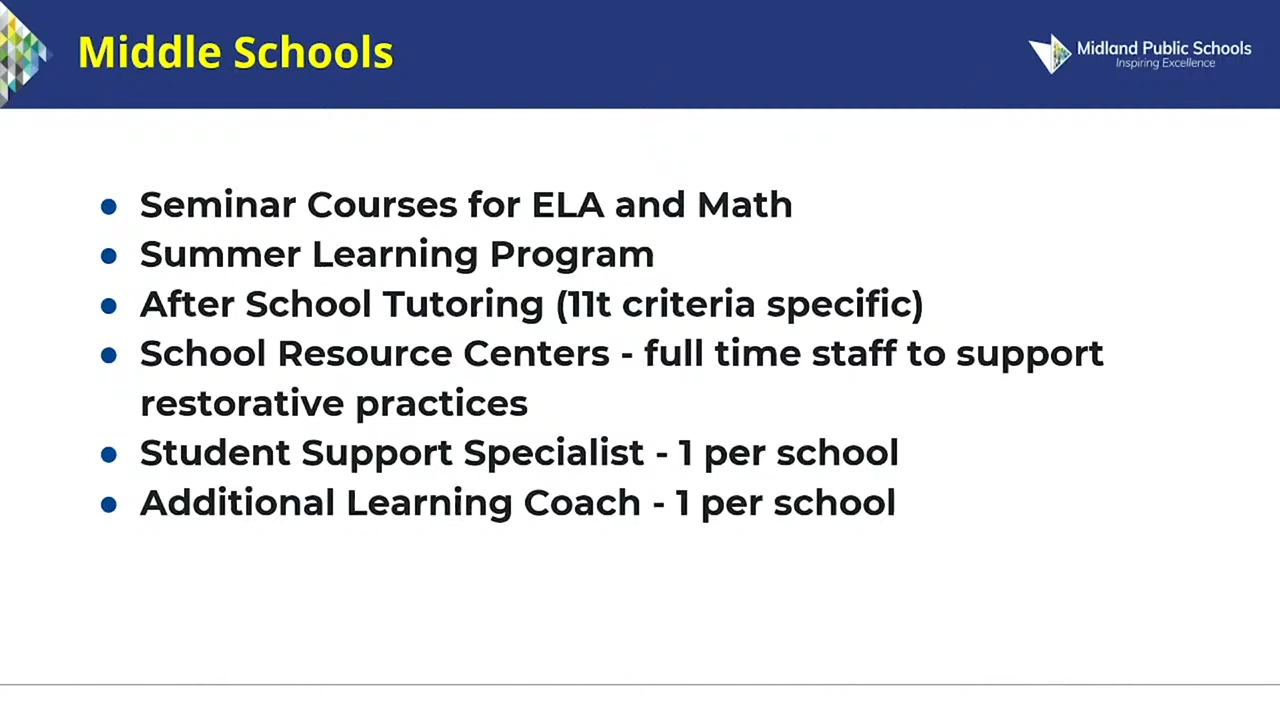 Middle Schools
Midland Public Schools
Inspiring Excellence
● Seminar Courses for ELA and Math
● Summer Learning Program
● After School Tutoring (11t criteria specific)
● School Resource Centers - full time staff to support
restorative practices
● Student Support Specialist - 1 per school
● Additional Learning Coach - 1 per school